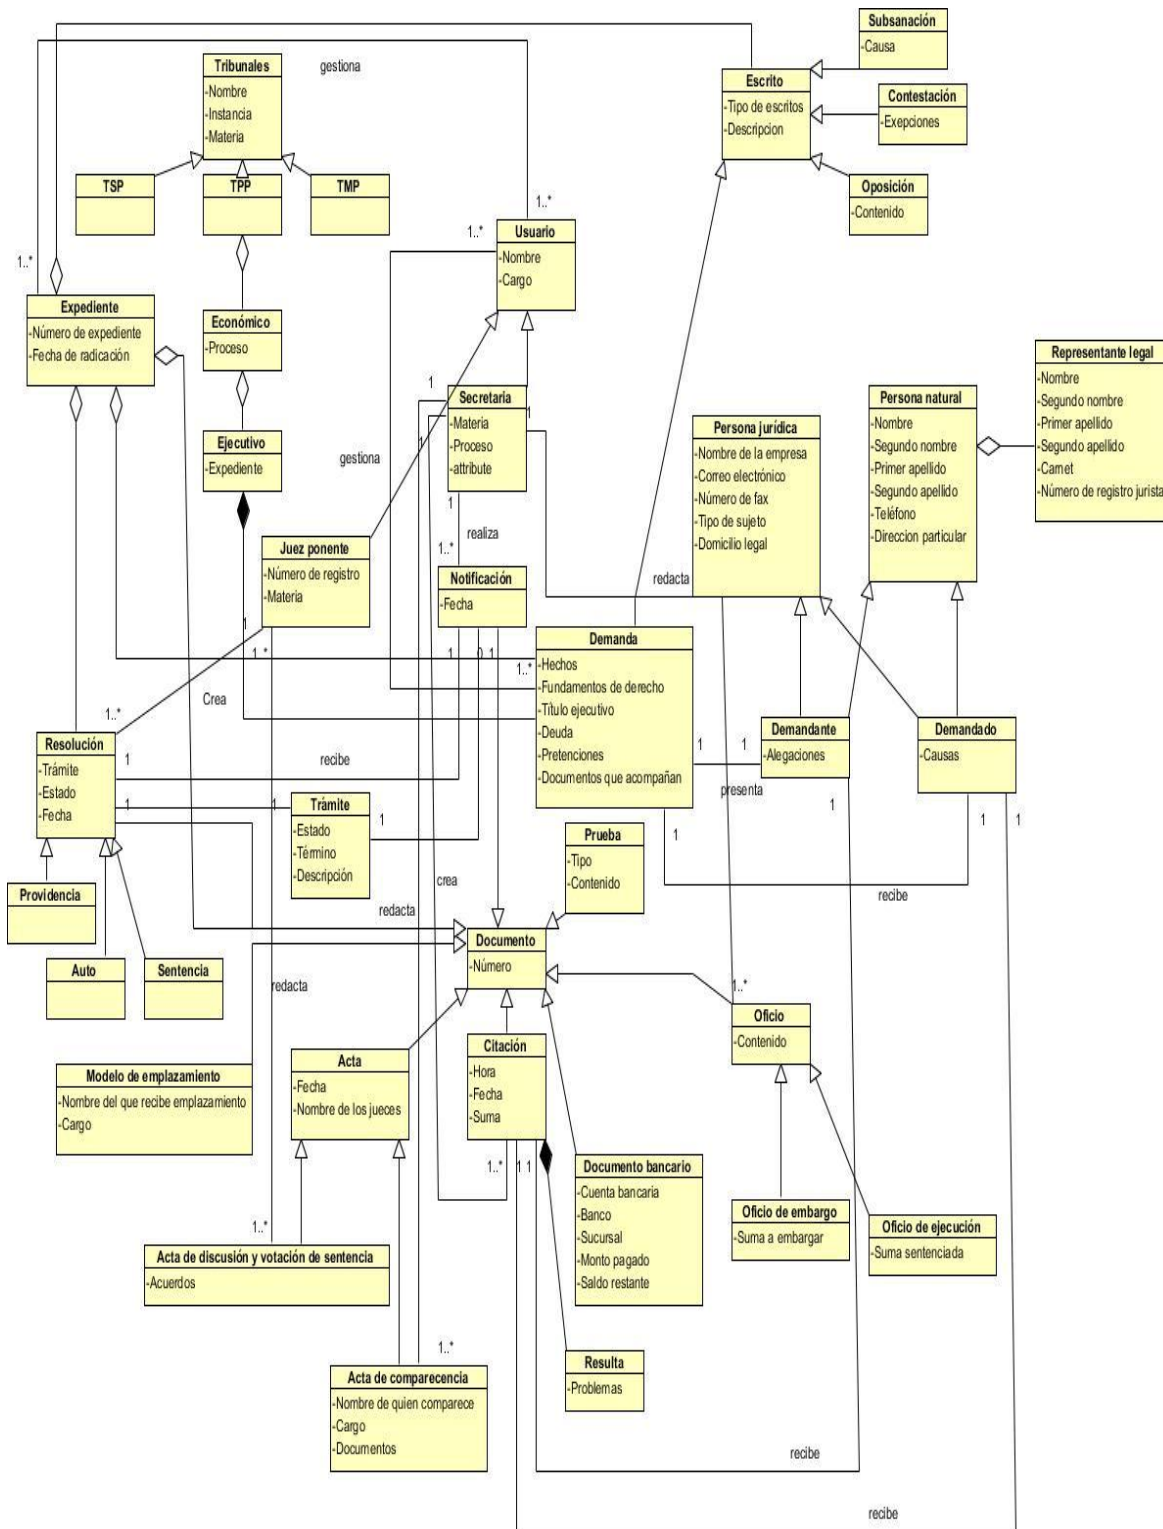 Subsanación
-Causa
Tribunales
-Nombre
-Instancia
-Materia
gestiona
Escrito
-Tipo de escritos
-Descripcion
Contestación
-Exepciones
TSP
TPP
TMP
Oposición
-Contenido
1..*
1..*
1..*
Usuario
-Nombre
-Cargo
Expediente
-Número de expediente
-Fecha de radicación
Económico
-Proceso
Representante legal
-Nombre
-Segundo nombre
-Primer apellido
-Segundo apellido
-Carnet
-Número de registro jurista
Persona natural
-Nombre
-Segundo nombre
-Primer apellido
-Segundo apellido
-Teléfono
-Direccion particular
1
Secretaria
-Materia
-Proceso
-attribute
1
1
Persona jurídica
-Nombre de la empresa
-Correo electrónico
-Número de fax
-Tipo de sujeto
-Domicilio legal
Ejecutivo
-Expediente
gestiona
1
1
realiza
1..*
Juez ponente
-Número de registro
-Materia
Notificación
-Fecha
redacta
1
1..*
1
0
1
1..*
Demanda
-Hechos
-Fundamentos de derecho
-Título ejecutivo
-Deuda
-Pretenciones
-Documentos que acompañan
Crea
1..*
Resolución
-Trámite
-Estado
-Fecha
1
recibe
1
1
1
presenta
Demandante
-Alegaciones
Demandado
-Causas
1
1
Trámite
-Estado
-Término
-Descripción
1
1
1
1
1
recibe
Prueba
-Tipo
-Contenido
Providencia
crea
redacta
Documento
-Número
Auto
Sentencia
redacta
1..*
Oficio
-Contenido
Modelo de emplazamiento
-Nombre del que recibe emplazamiento
-Cargo
Acta
-Fecha
-Nombre de los jueces
Citación
-Hora
-Fecha
-Suma
1..*
1
1
Documento bancario
-Cuenta bancaria
-Banco
-Sucursal
-Monto pagado
-Saldo restante
Oficio de embargo
-Suma a embargar
Oficio de ejecución
-Suma sentenciada
1..*
Acta de discusión y votación de sentencia
-Acuerdos
1..*
Acta de comparecencia
-Nombre de quien comparece
-Cargo
-Documentos
Resulta
-Problemas
recibe
recibe